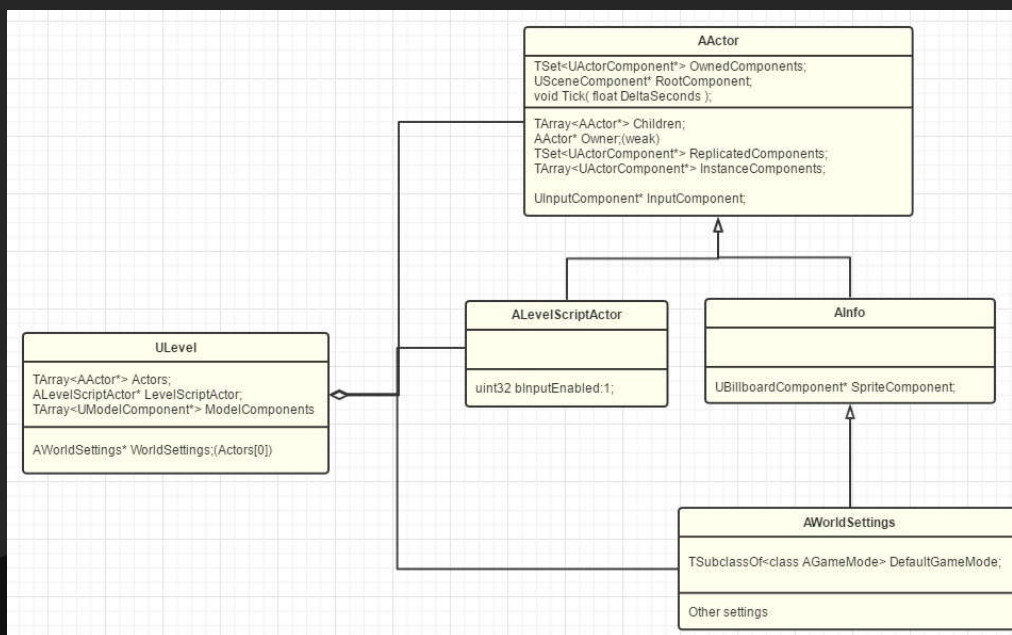 AActor
TSet<UActorComponent*> OwnedComponents;
USceneComponent* RootComponent;
void Tick( float DeltaSeconds );
TArray<AActor*> Children;
AActor* Owner;(weak)
TSet<UActorComponent*> ReplicatedComponents;
TArray<UActorComponent*> InstanceComponents;
UInputComponent* InputComponent;
ALevelScriptActor
uint32 bInputEnabled:1;
AInfo
UBillboardComponent* SpriteComponent;
ULevel
TArray<AActor*> Actors;
ALevelScriptActor* LevelScriptActor;
TArray<UModelComponent*> ModelComponents
AWorldSettings* WorldSettings;(Actors[0])
AWorldSettings
TSubclassOf<class AGameMode> DefaultGameMode;
Other settings